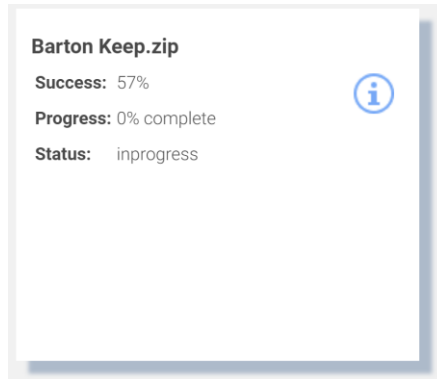 Barton Keep.zip
Success: 57%
Progress: 0% complete
Status: inprogress